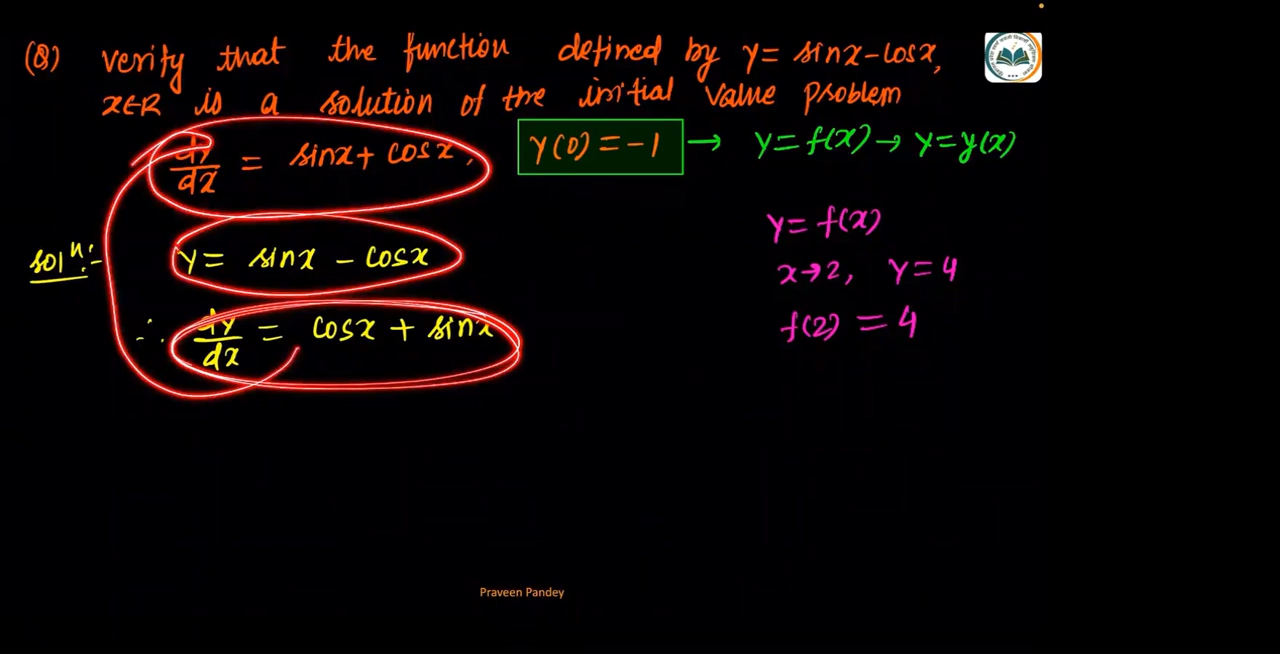 (Q) verify that the function defined by y = sinx - cosx,
x∈R is a solution of the initial value problem
dy/dx = sinx + cosx, y(0) = -1 → y = f(x) → y = y(x)
y = f(x)
solⁿ:- y = sinx - cosx
x→2, y = 4
∴ dy/dx = cosx + sinx
f(2) = 4
Praveen Pandey